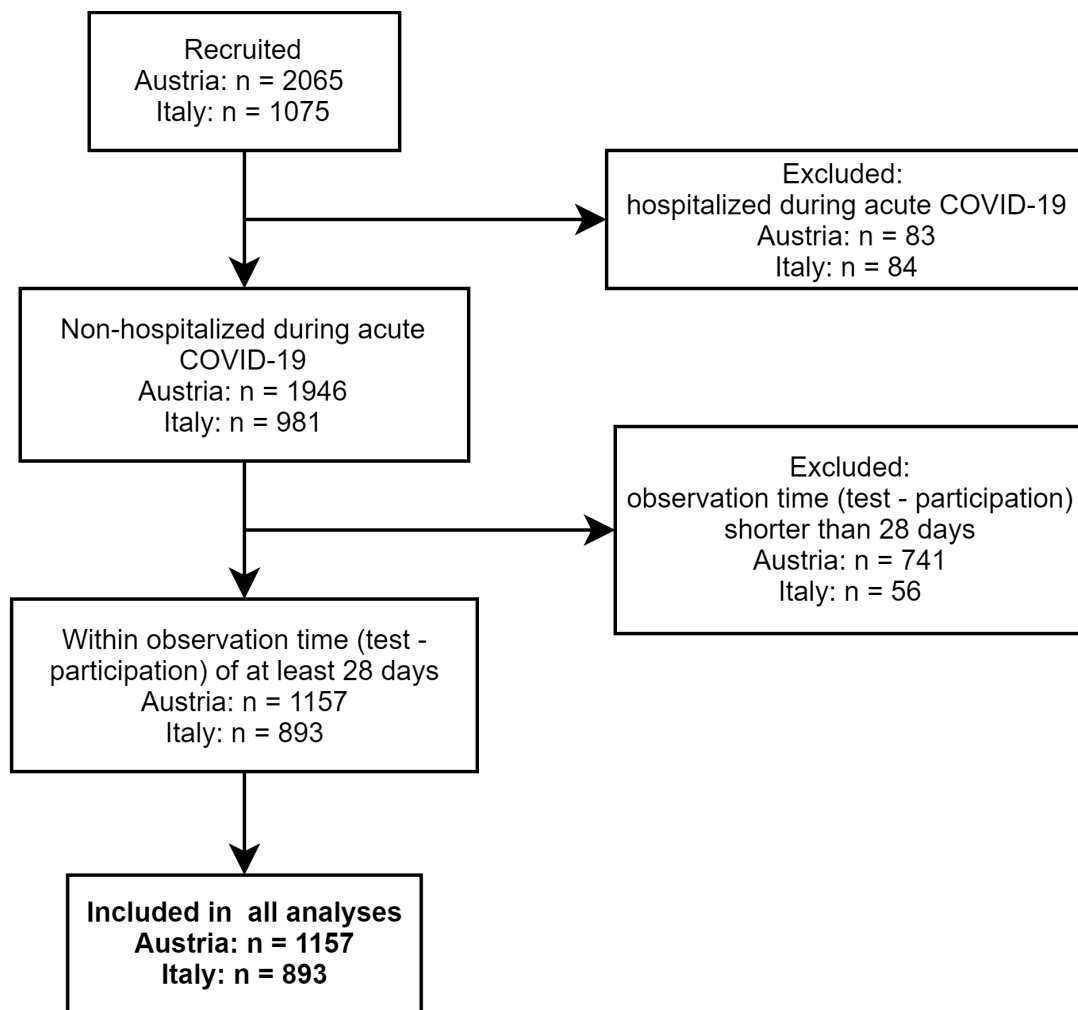 Recruited
Austria: n = 2065
Italy: n = 1075
Excluded:
hospitalized during acute COVID-19
Austria: n = 83
Italy: n = 84
Non-hospitalized during acute
COVID-19
Austria: n = 1946
Italy: n = 981
Excluded:
observation time (test - participation)
shorter than 28 days
Austria: n = 741
Italy: n = 56
Within observation time (test -
participation) of at least 28 days
Austria: n = 1157
Italy: n = 893
Included in  all analyses
Austria: n = 1157
Italy: n = 893